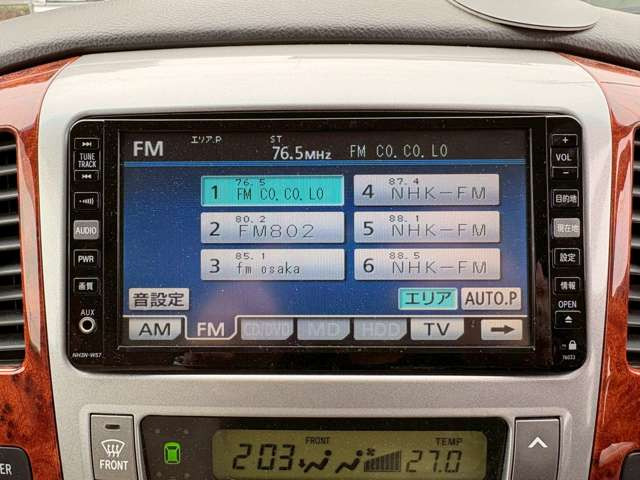 FM エリア.P ST 76.5MHz FM CO.CO.LO
1 76.5 FM CO.CO.LO
4 87.4 NHK-FM
2 80.2 FM802
5 88.1 NHK-FM
3 85.1 fm osaka
6 88.5 NHK-FM
音設定 エリア AUTO.P
AM FM CD/DVD MD HDD TV
TUNE
TRACK
AUDIO
PWR
画質
AUX
NH3N-W57
VOL
目的地
現在地
設定
情報
OPEN
76033
FRONT
FRONT TEMP
203 27.0